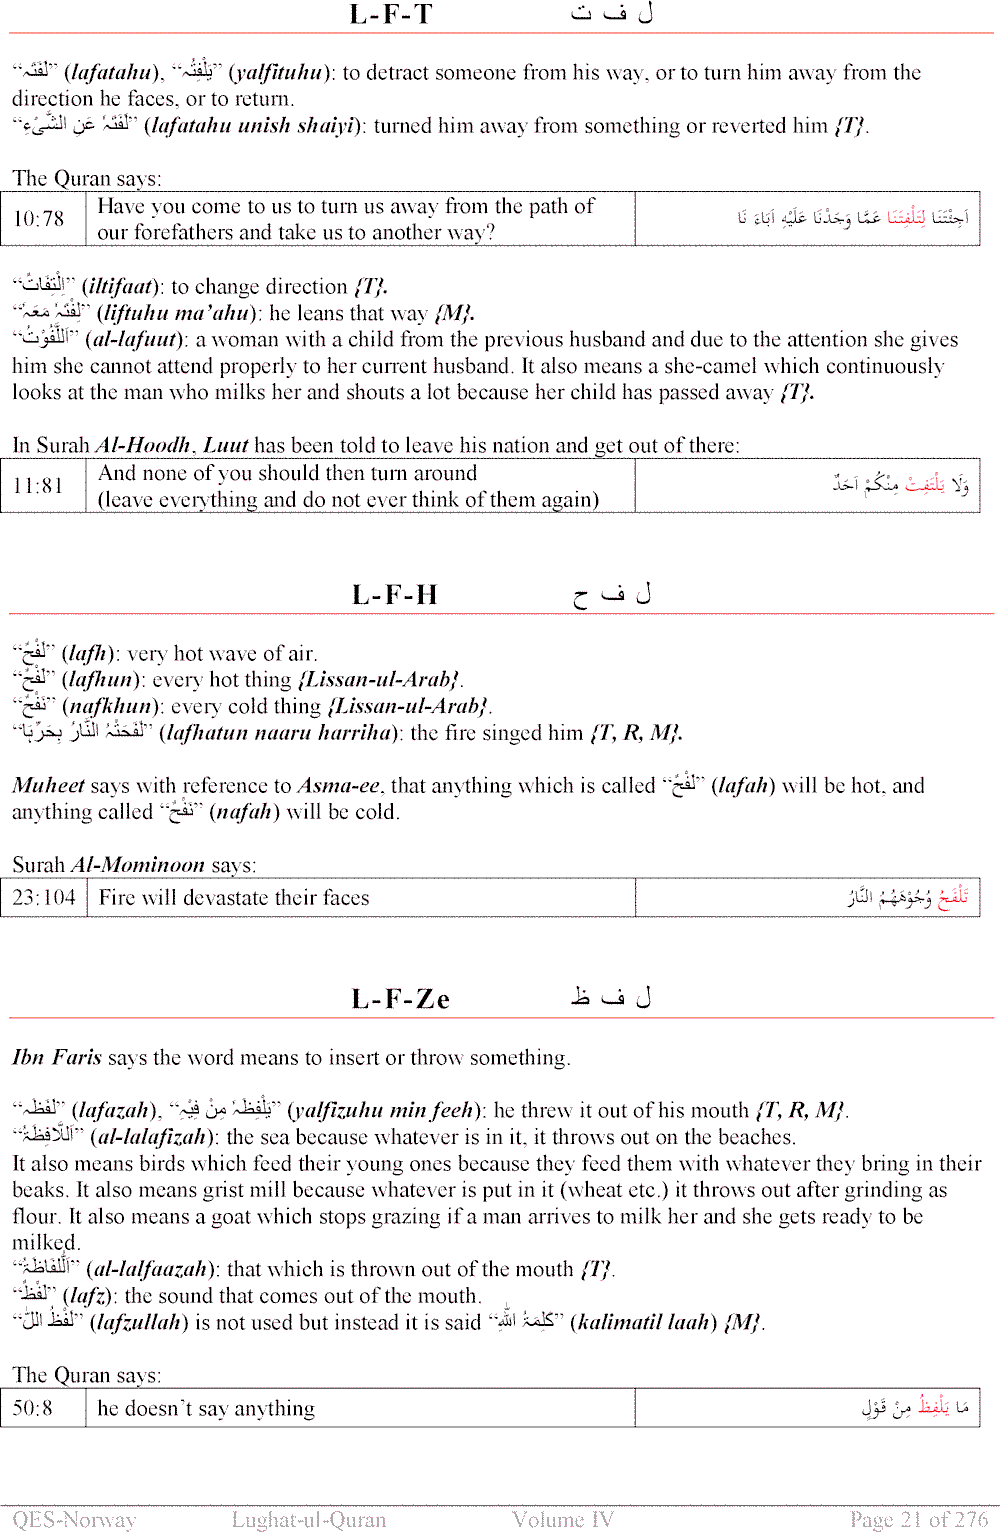 L-F-T ل ف ت
“لَفَتَہٗ” (lafatahu), “یَلْفِتُہٗ” (yalfituhu): to detract someone from his way, or to turn him away from the
direction he faces, or to return.
“لَفَتَہٗ عَنِ الشَّیْءِ” (lafatahu unish shaiyi): turned him away from something or reverted him {T}.
The Quran says:
10:78 Have you come to us to turn us away from the path of
our forefathers and take us to another way?
اَجِئْتَنَا لِتَلْفِتَنَا عَمَّا وَجَدْنَا عَلَیْہِ اٰبَاءَ نَا
“اِلْتِفَاتٌ” (iltifaat): to change direction {T}.
“لِفْتُہٗ مَعَہٗ” (liftuhu ma’ahu): he leans that way {M}.
“اَللَّفُوْتُ” (al-lafuut): a woman with a child from the previous husband and due to the attention she gives
him she cannot attend properly to her current husband. It also means a she-camel which continuously
looks at the man who milks her and shouts a lot because her child has passed away {T}.
In Surah Al-Hoodh, Luut has been told to leave his nation and get out of there:
11:81 And none of you should then turn around
(leave everything and do not ever think of them again)
وَلَا یَلْتَفِتْ مِنْکُمْ اَحَدٌ
L-F-H ل ف ح
“لَفْحٌ” (lafh): very hot wave of air.
“لَفْحٌ” (lafhun): every hot thing {Lissan-ul-Arab}.
“نَفْحٌ” (nafkhun): every cold thing {Lissan-ul-Arab}.
“لَفَحَتْہُ النَّارُ بِحَرِّہَا” (lafhatun naaru harriha): the fire singed him {T, R, M}.
Muheet says with reference to Asma-ee, that anything which is called “لَفْحٌ” (lafah) will be hot, and
anything called “نَفْحٌ” (nafah) will be cold.
Surah Al-Mominoon says:
23:104 Fire will devastate their faces تَلْفَحُ وُجُوْھَھُمُ النَّارُ
L-F-Ze ل ف ظ
Ibn Faris says the word means to insert or throw something.
“لَفَظَہ” (lafazah), “یَلْفِظُہٗ مِنْ فِیْہِ” (yalfizuhu min feeh): he threw it out of his mouth {T, R, M}.
“اَللَّافِظَۃُ” (al-lalafizah): the sea because whatever is in it, it throws out on the beaches.
It also means birds which feed their young ones because they feed them with whatever they bring in their
beaks. It also means grist mill because whatever is put in it (wheat etc.) it throws out after grinding as
flour. It also means a goat which stops grazing if a man arrives to milk her and she gets ready to be
milked.
“اَللُّفَاظَۃُ” (al-lalfaazah): that which is thrown out of the mouth {T}.
“لَفْظٌ” (lafz): the sound that comes out of the mouth.
“لَفْظُ اللّٰہِ” (lafzullah) is not used but instead it is said “کَلِمَۃُ اللّٰہِ” (kalimatil laah) {M}.
The Quran says:
50:8 he doesn’t say anything مَا یَلْفِظُ مِنْ قَوْلٍ
QES-Norway Lughat-ul-Quran Volume IV Page 21 of 276